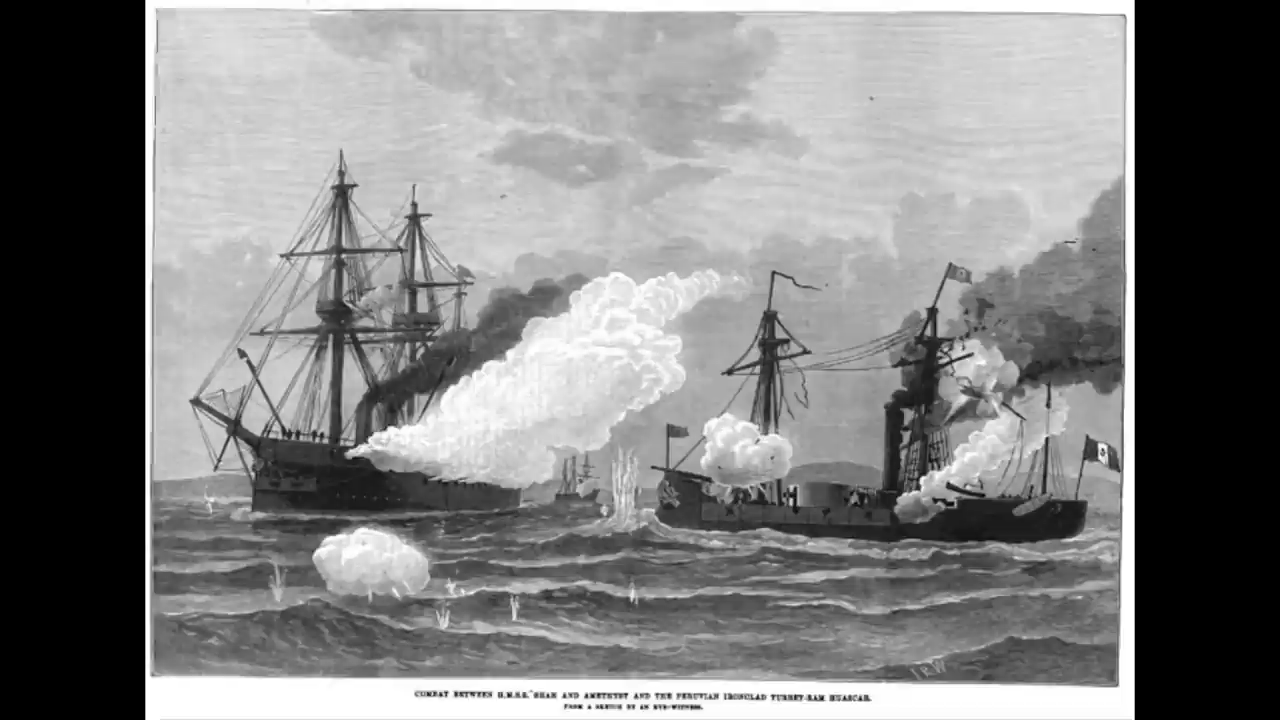 I R W
COMBAT BETWEEN H.M.S.S. SHAH AND AMETHYST AND THE PERUVIAN IRONCLAD TURRET-RAM HUASCAR.
FROM A SKETCH BY AN EYE-WITNESS.